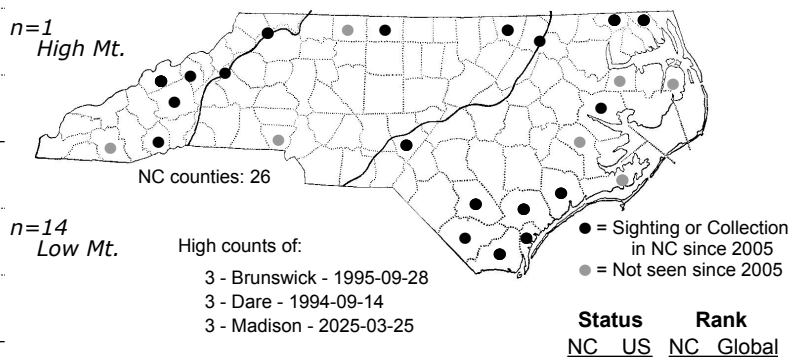 n=1
High Mt.
NC counties: 26
n=14
Low Mt.
High counts of:
3 - Brunswick - 1995-09-28
3 - Dare - 1994-09-14
3 - Madison - 2025-03-25
= Sighting or Collection
in NC since 2005
= Not seen since 2005
Status Rank
NC US NC Global